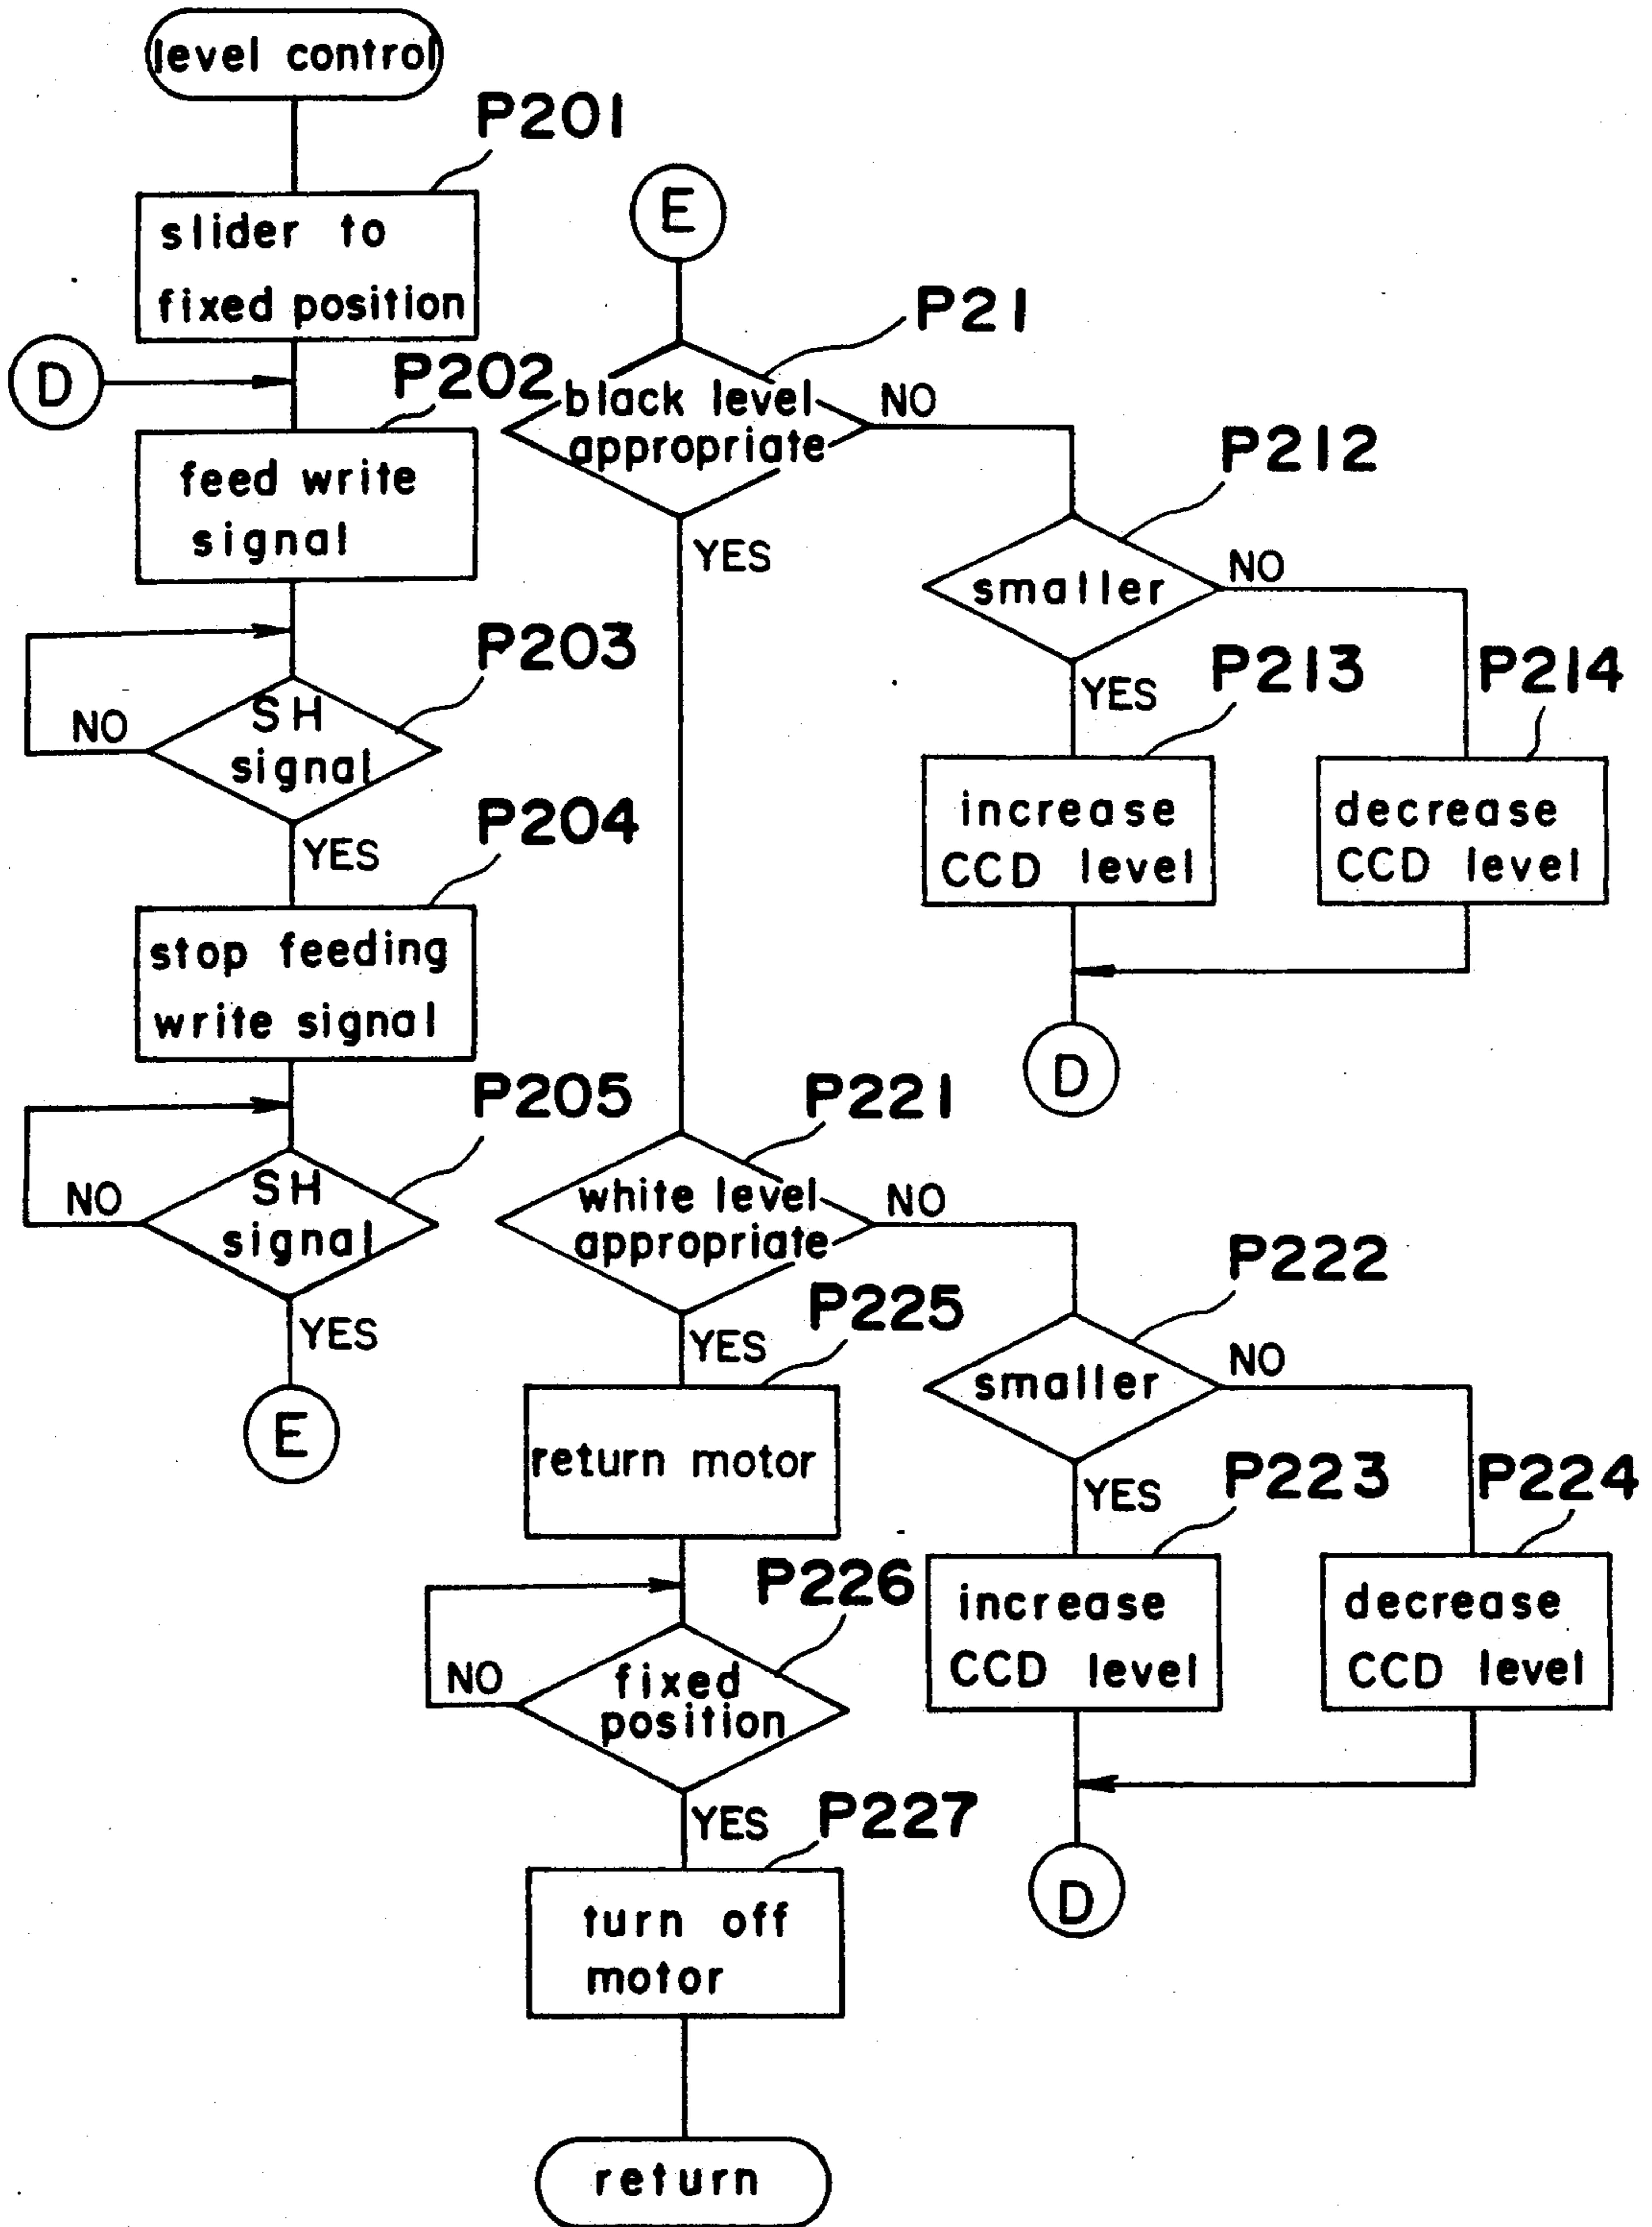 level control
P201
slider to
fixed position
D
P202
feed write
signal
P203
SH
signal
NO
YES
P204
stop feeding
write signal
P205
SH
signal
NO
YES
E
E
P21
black level
appropriate
NO
YES
P212
smaller
NO
YES
P213
increase
CCD level
P214
decrease
CCD level
D
P221
white level
appropriate
NO
YES
P222
smaller
NO
YES
P223
increase
CCD level
P224
decrease
CCD level
D
P225
return motor
P226
fixed
position
NO
YES
P227
turn off
motor
return